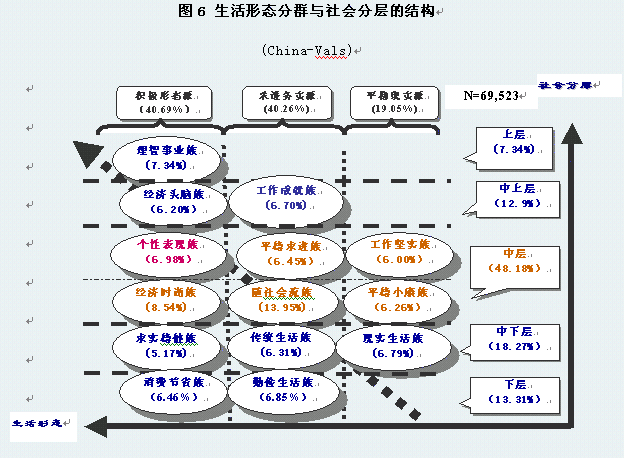 图 6 生活形态分群与社会分层的结构
(China-Vals)
积极形态派
(40.69%)
求进务实派
(40.26%)
平稳现实派
(19.05%)
N=69,523
社会分层
理智事业族
(7.34%)
上层
(7.34%)
经济头脑族
(6.20%)
工作成就族
(6.70%)
中上层
(12.9%)
个性表现族
(6.98%)
平稳求进族
(6.45%)
工作坚实族
(6.00%)
中层
(48.18%)
经济时尚族
(8.54%)
随社会流族
(13.95%)
平稳小康族
(6.26%)
求实稳健族
(5.17%)
传统生活族
(6.31%)
现实生活族
(6.79%)
中下层
(18.27%)
消费节省族
(6.46%)
勤俭生活族
(6.85%)
下层
(13.31%)
生活形态